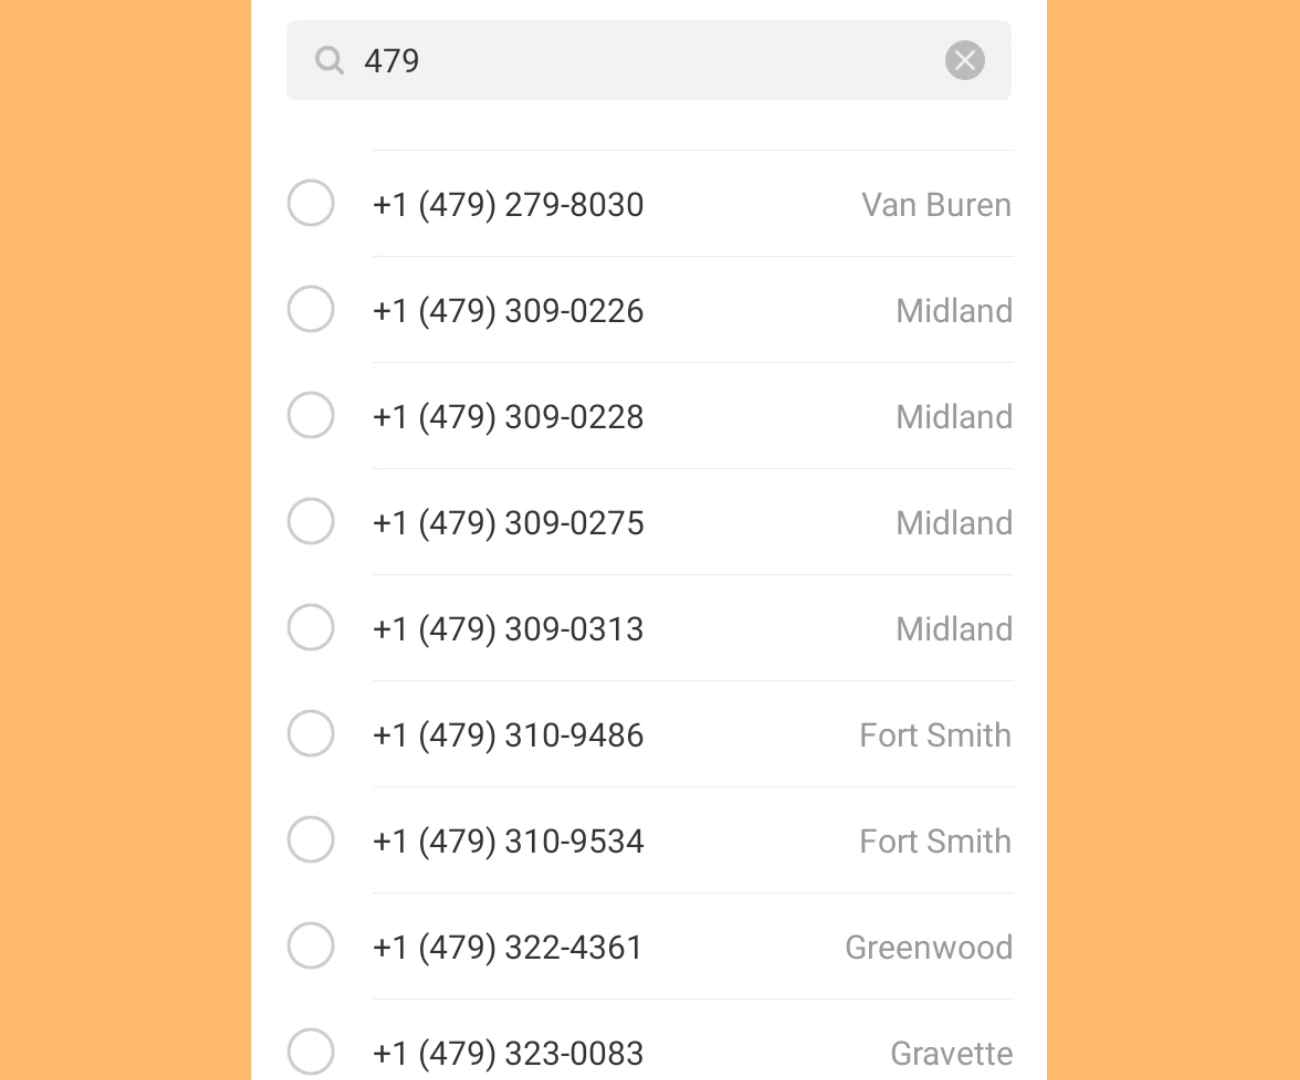 479
+1 (479) 279-8030 Van Buren
+1 (479) 309-0226 Midland
+1 (479) 309-0228 Midland
+1 (479) 309-0275 Midland
+1 (479) 309-0313 Midland
+1 (479) 310-9486 Fort Smith
+1 (479) 310-9534 Fort Smith
+1 (479) 322-4361 Greenwood
+1 (479) 323-0083 Gravette